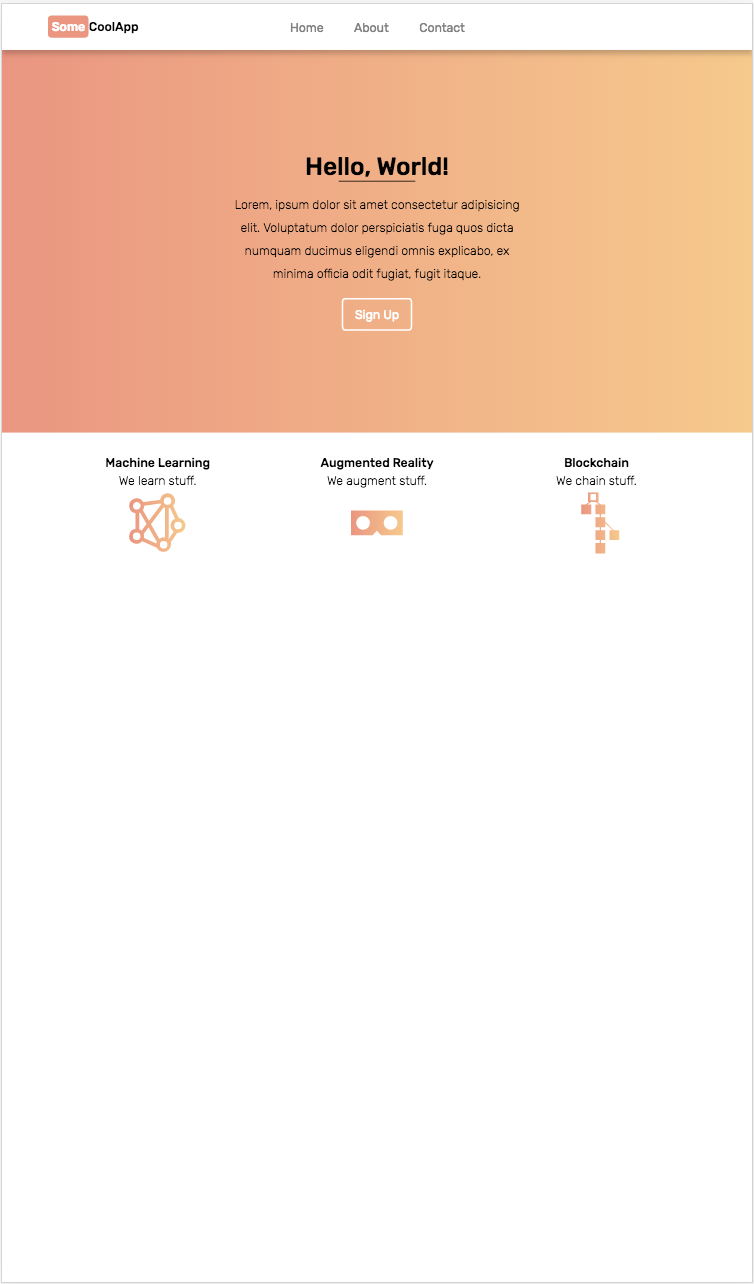 SomeCoolApp Home About Contact
Hello, World!
Lorem, ipsum dolor sit amet consectetur adipisicing
elit. Voluptatum dolor perspiciatis fuga quos dicta
numquam ducimus eligendi omnis explicabo, ex
minima officia odit fugiat, fugit itaque.
Sign Up
Machine Learning
We learn stuff.
Augmented Reality
We augment stuff.
Blockchain
We chain stuff.